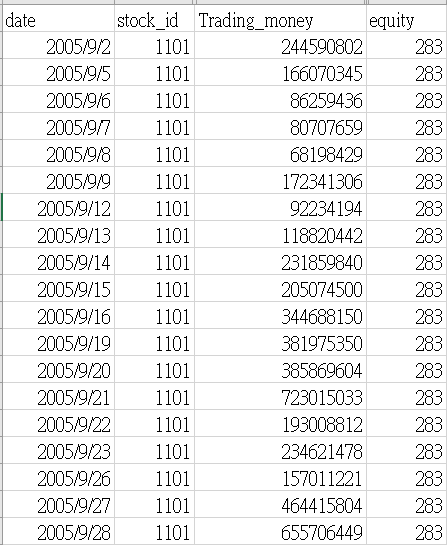 date stock_id Trading_money equity
2005/9/2 1101 244590802 283
2005/9/5 1101 166070345 283
2005/9/6 1101 86259436 283
2005/9/7 1101 80707659 283
2005/9/8 1101 68198429 283
2005/9/9 1101 172341306 283
2005/9/12 1101 92234194 283
2005/9/13 1101 118820442 283
2005/9/14 1101 231859840 283
2005/9/15 1101 205074500 283
2005/9/16 1101 344688150 283
2005/9/19 1101 381975350 283
2005/9/20 1101 385869604 283
2005/9/21 1101 723015033 283
2005/9/22 1101 193008812 283
2005/9/23 1101 234621478 283
2005/9/26 1101 157011221 283
2005/9/27 1101 464415804 283
2005/9/28 1101 655706449 283